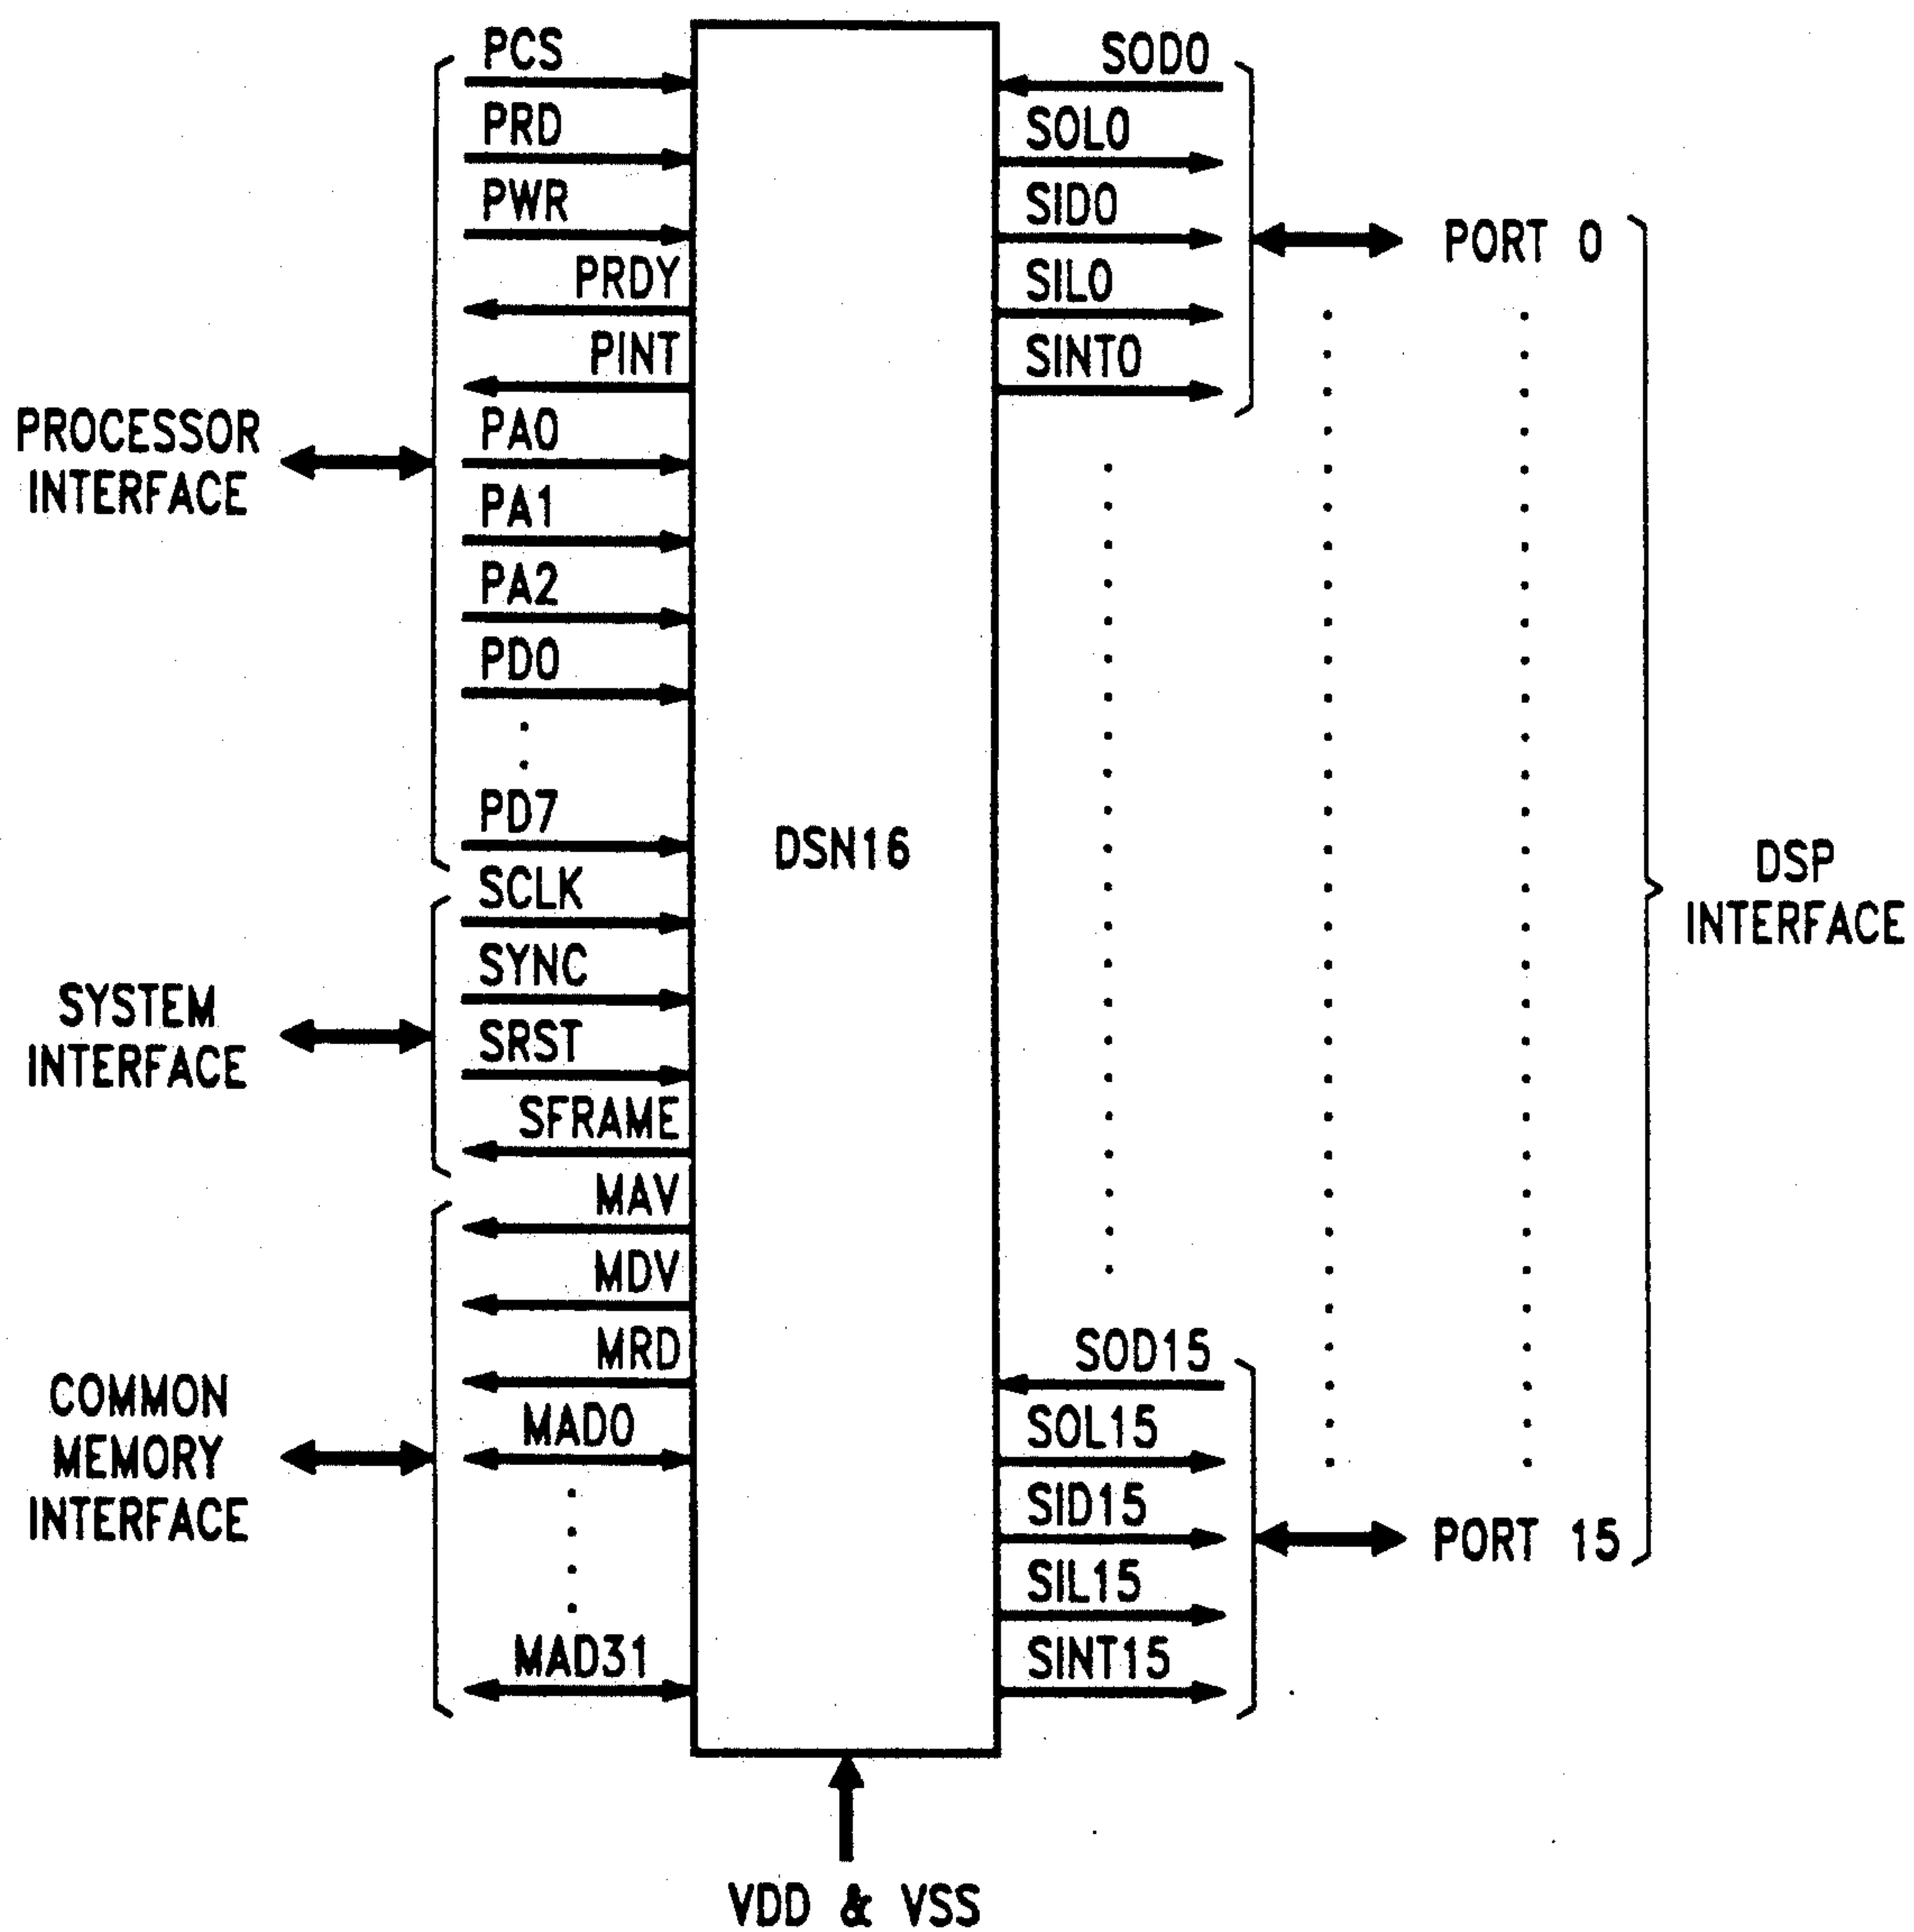 PCS
PRD
PWR
PRDY
PINT
PA0
PA1
PA2
PD0
PD7
PROCESSOR
INTERFACE
SCLK
SYNC
SRST
SFRAME
SYSTEM
INTERFACE
MAV
MDV
MRD
MAD0
MAD31
COMMON
MEMORY
INTERFACE
DSN16
SOD0
SOL0
SID0
SIL0
SINT0
PORT 0
SOD15
SOL15
SID15
SIL15
SINT15
PORT 15
DSP
INTERFACE
VDD & VSS